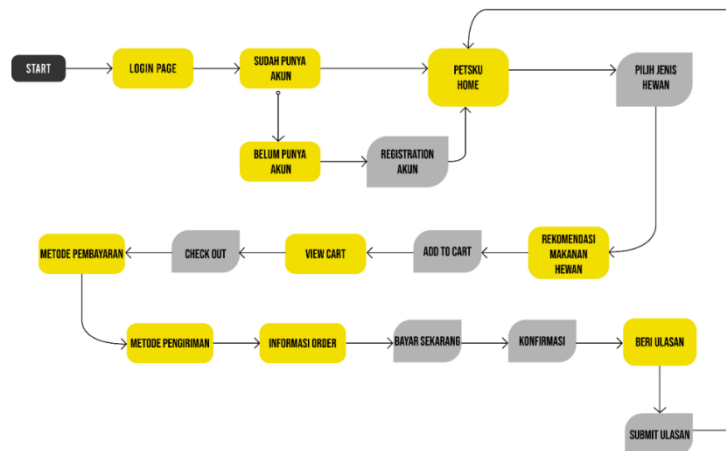 START
LOGIN PAGE
SUDAH PUNYA
AKUN
PETSKU
HOME
PILIH JENIS
HEWAN
BELUM PUNYA
AKUN
REGISTRATION
AKUN
METODE PEMBAYARAN
CHECK OUT
VIEW CART
ADD TO CART
REKOMENDASI
MAKANAN
HEWAN
METODE PENGIRIMAN
INFORMASI ORDER
BAYAR SEKARANG
KONFIRMASI
BERI ULASAN
SUBMIT ULASAN